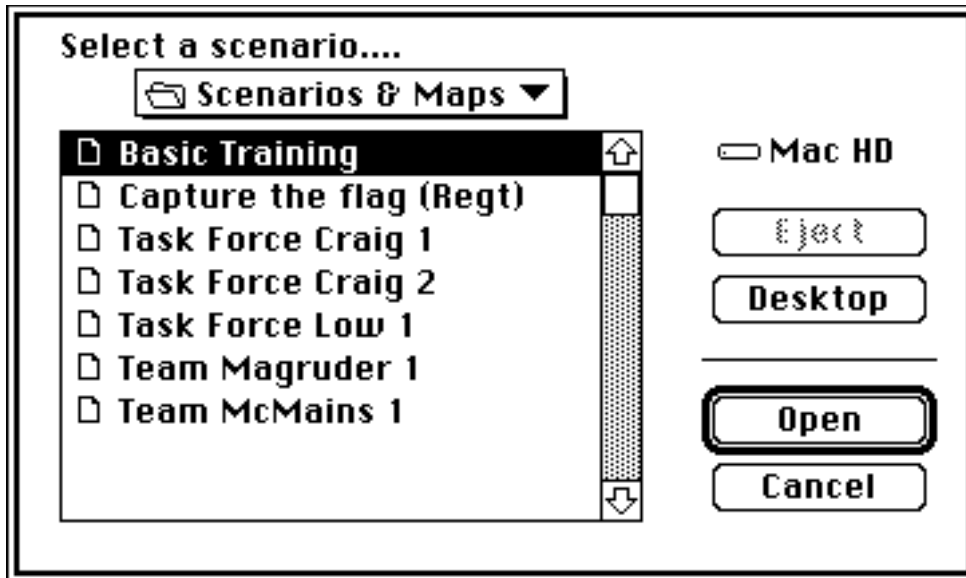 Select a scenario....
Scenarios & Maps
Basic Training
Capture the flag (Regt)
Task Force Craig 1
Task Force Craig 2
Task Force Low 1
Team Magruder 1
Team McMains 1
Mac HD
Eject
Desktop
Open
Cancel